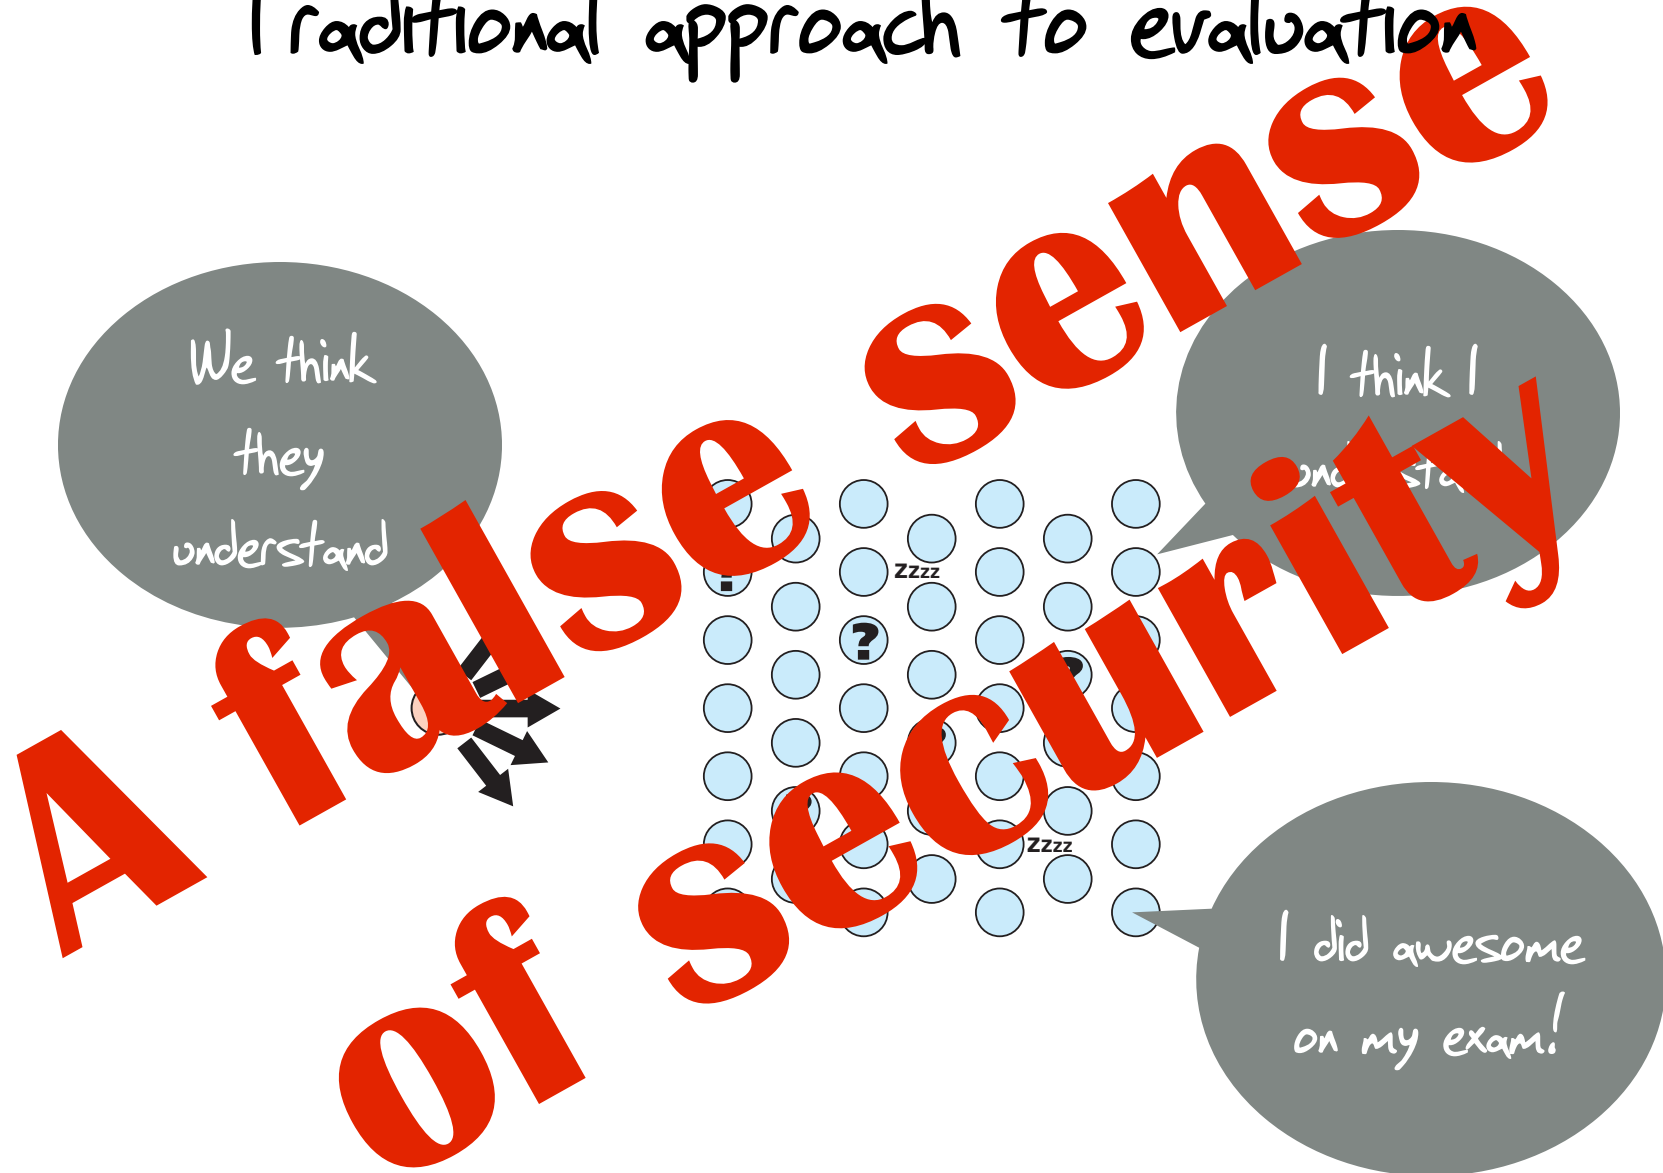 Traditional approach to evaluation
We think
they
understand
I think I
understand
!
zzzz
?
?
zzzz
I did awesome
on my exam!
A false sense
of security